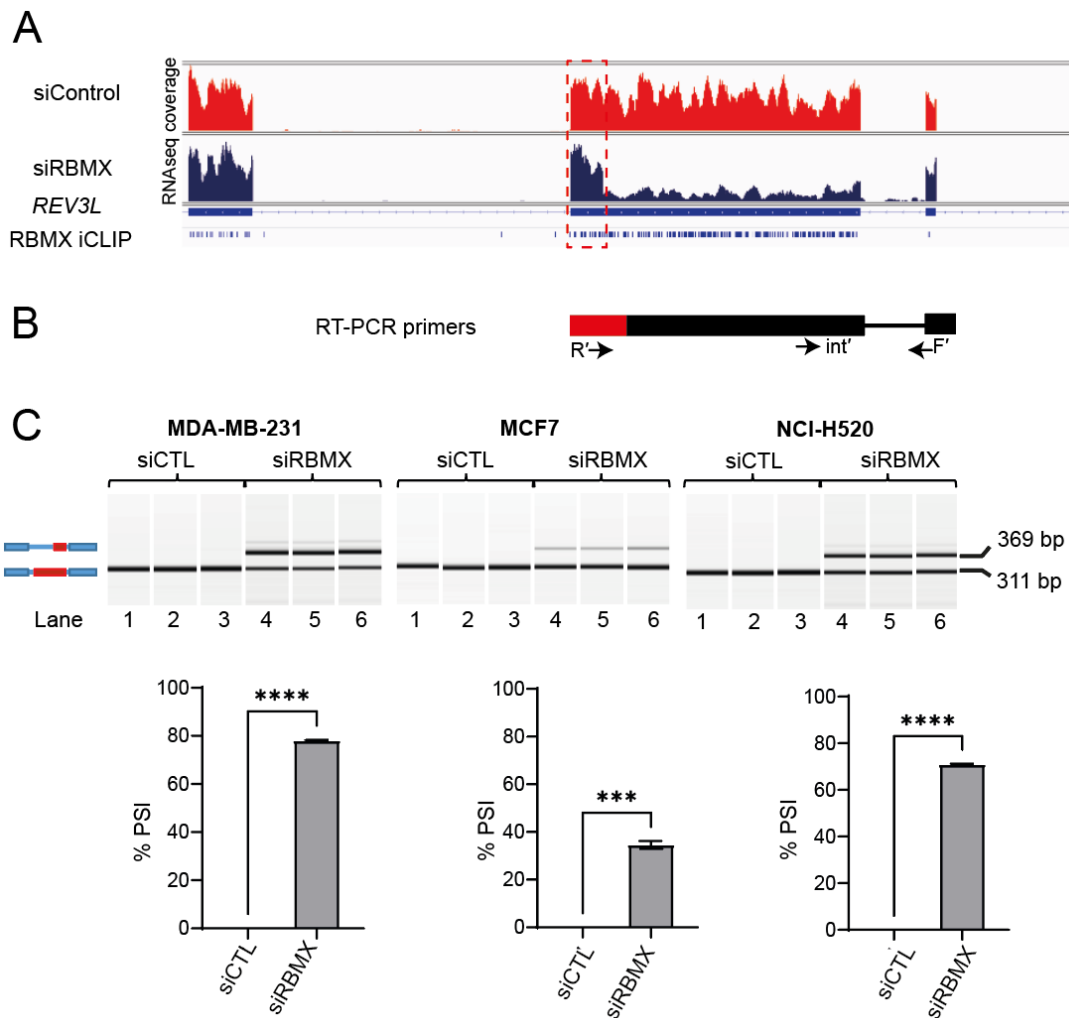 A
siControl
RNAseq coverage
siRBMX
REV3L
RBMX iCLIP
B
RT-PCR primers
R′
int′
F′
C
MDA-MB-231
MCF7
NCI-H520
siCTL
siRBMX
siCTL
siRBMX
siCTL
siRBMX
369 bp
311 bp
Lane
1 2 3 4 5 6
1 2 3 4 5 6
1 2 3 4 5 6
100
80
60
40
20
0
% PSI
****
siCTL
siRBMX
100
80
60
40
20
0
% PSI
***
siCTL
siRBMX
100
80
60
40
20
0
% PSI
****
siCTL
siRBMX